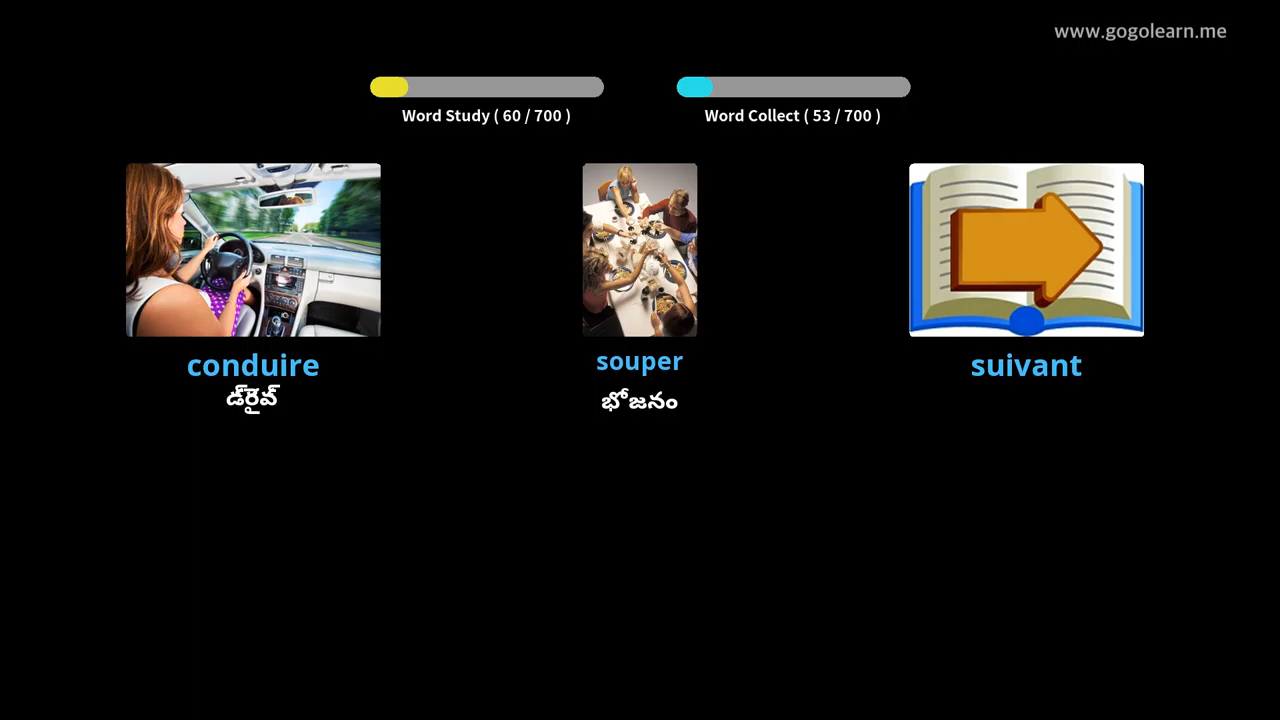 www.gogolearn.me
Word Study ( 60 / 700 )
Word Collect ( 53 / 700 )
conduire
souper
suivant
డ్రైవ్
భోజనం